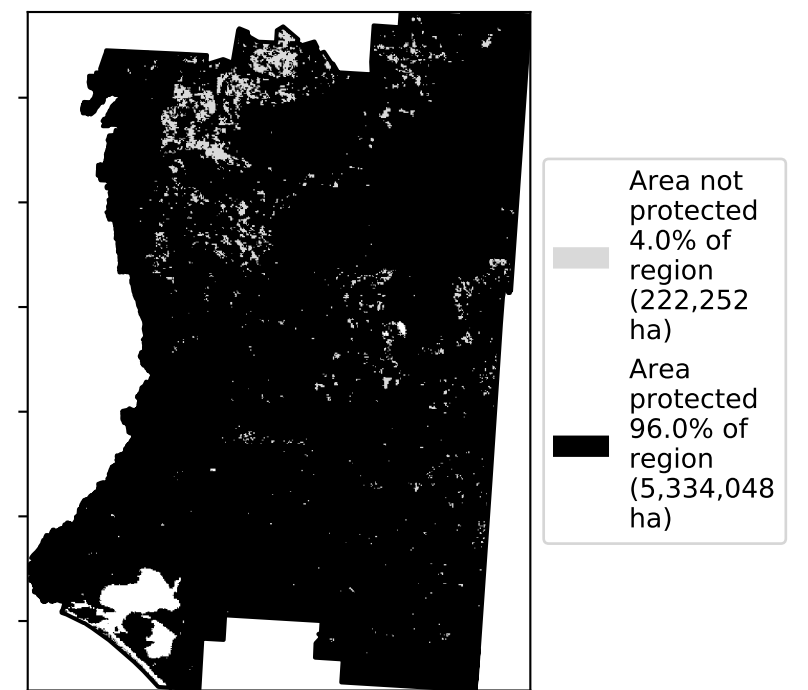 Area not
protected
4.0% of
region
(222,252
ha)
Area
protected
96.0% of
region
(5,334,048
ha)